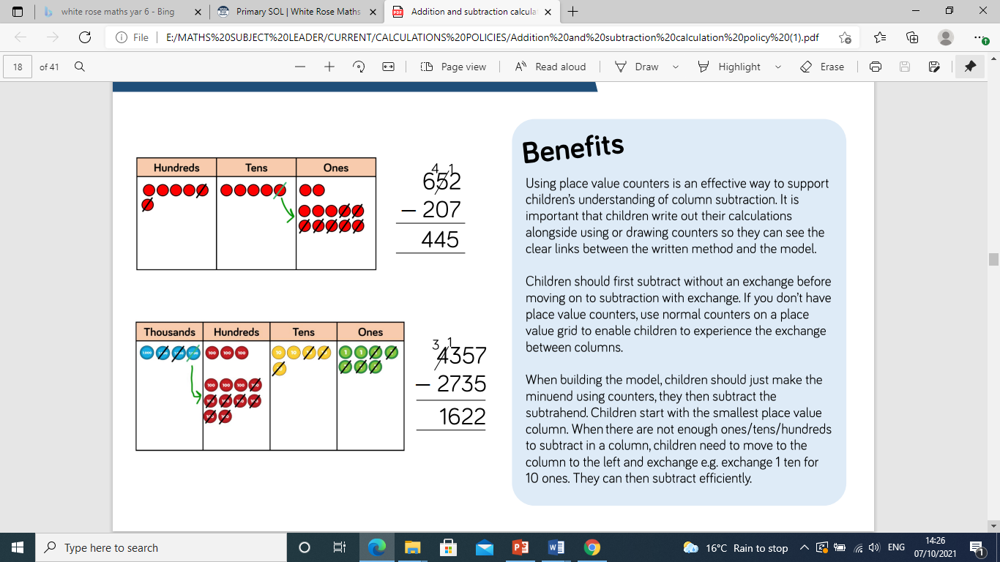 white rose maths yar 6 - Bing
Primary SOL | White Rose Maths
Addition and subtraction calcula
File
E:/MATHS%20SUBJECT%20LEADER/CURRENT/CALCULATIONS%20POLICIES/Addition%20and%20subtraction%20calculation%20policy%20(1).pdf
18 of 41
Page view
Read aloud
Draw
Highlight
Erase
Hundreds Tens Ones
4 1
652
− 207
445
Thousands Hundreds Tens Ones
1,000 100 100 100 10 10 1 1
100 100 100
3 1
4357
− 2735
1622
Benefits
Using place value counters is an effective way to support
children's understanding of column subtraction. It is
important that children write out their calculations
alongside using or drawing counters so they can see the
clear links between the written method and the model.
Children should first subtract without an exchange before
moving on to subtraction with exchange. If you don't have
place value counters, use normal counters on a place
value grid to enable children to experience the exchange
between columns.
When building the model, children should just make the
minuend using counters, they then subtract the
subtrahend. Children start with the smallest place value
column. When there are not enough ones/tens/hundreds
to subtract in a column, children need to move to the
column to the left and exchange e.g. exchange 1 ten for
10 ones. They can then subtract efficiently.
Type here to search
16°C Rain to stop
ENG
14:26
07/10/2021
1